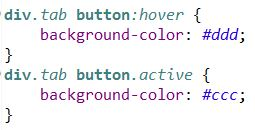 div.tab button:hover {
    background-color: #ddd;
}
div.tab button.active {
    background-color: #ccc;
}